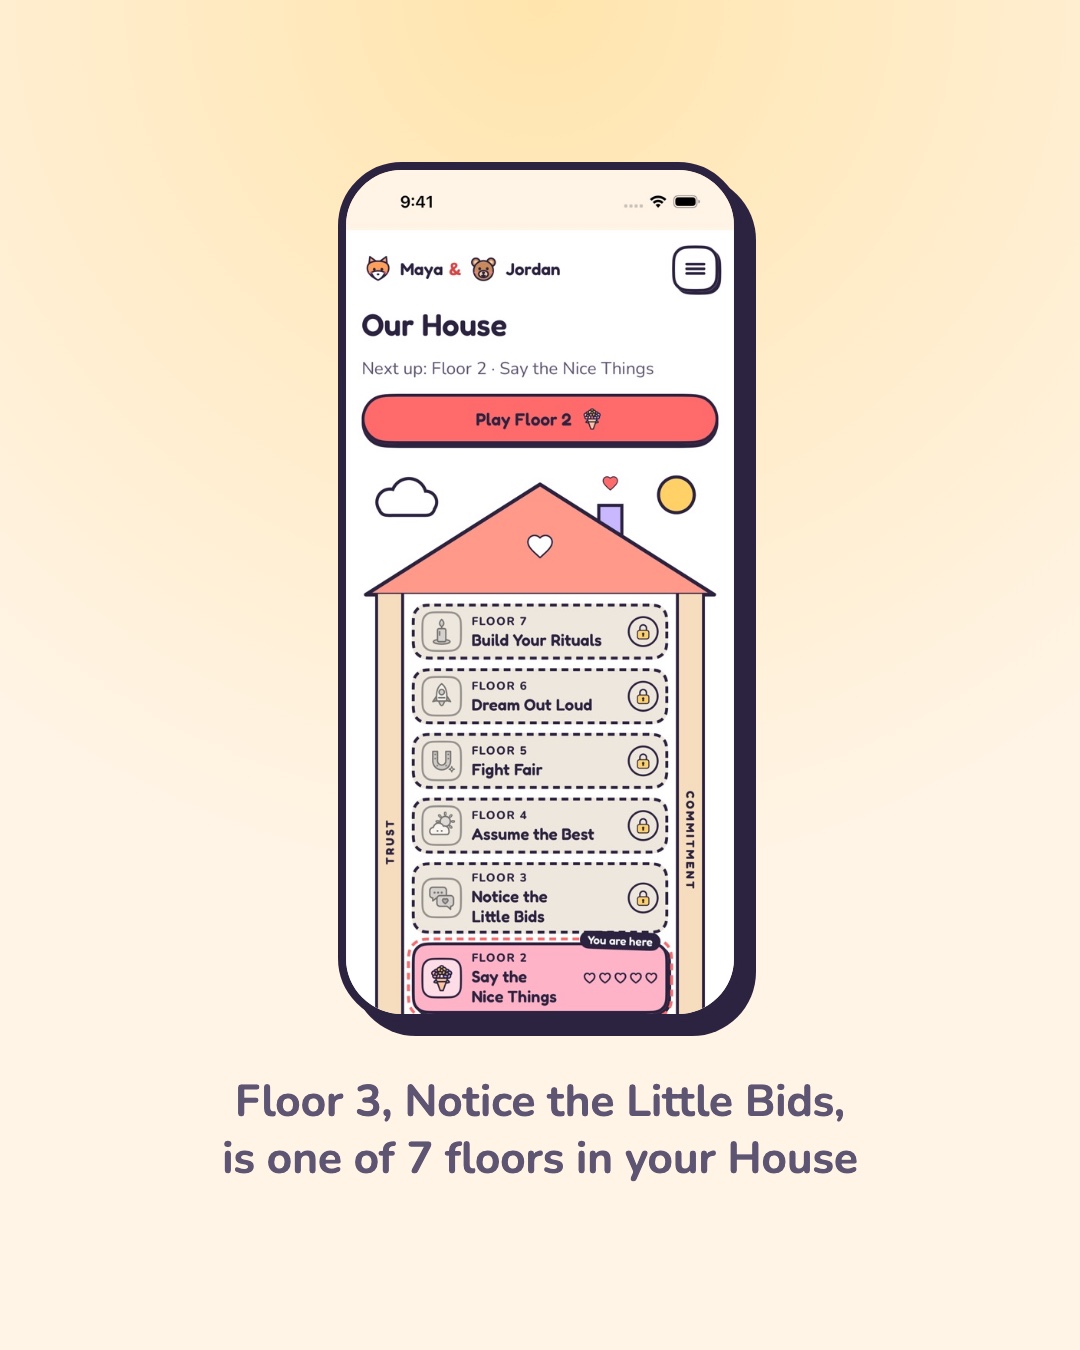 9:41
Maya & Jordan
Our House
Next up: Floor 2 · Say the Nice Things
Play Floor 2
FLOOR 7
Build Your Rituals
FLOOR 6
Dream Out Loud
FLOOR 5
Fight Fair
FLOOR 4
Assume the Best
FLOOR 3
Notice the
Little Bids
You are here
FLOOR 2
Say the
Nice Things
TRUST
COMMITMENT
Floor 3, Notice the Little Bids,
is one of 7 floors in your House